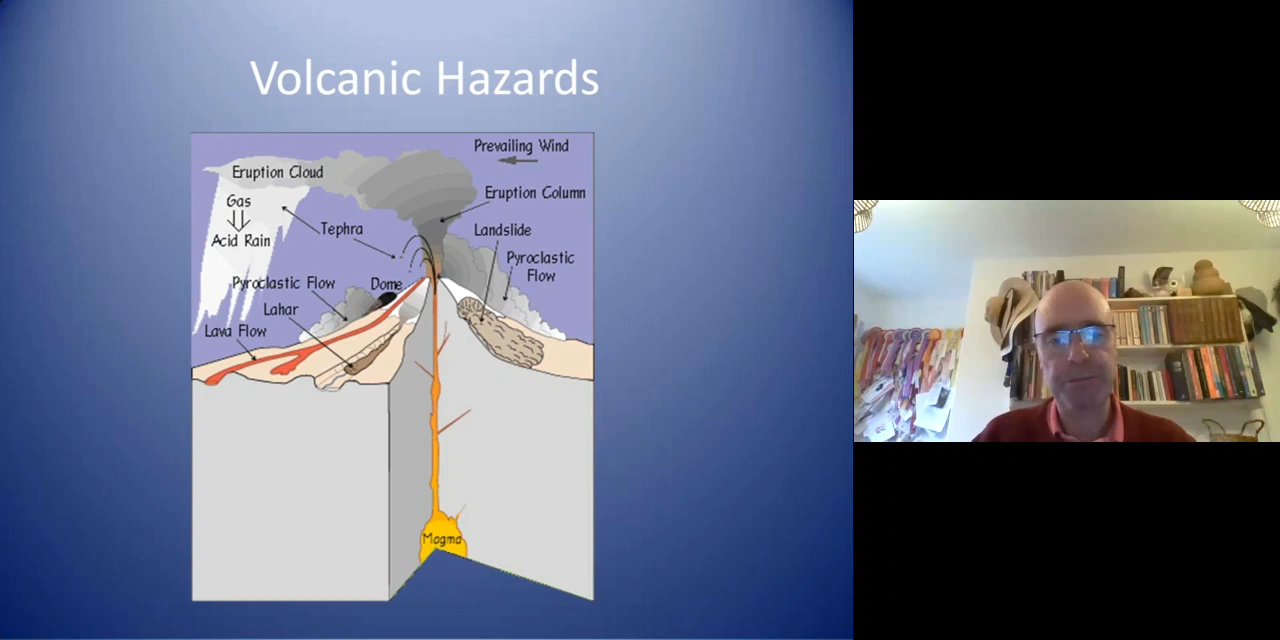 Volcanic Hazards
Prevailing Wind
Eruption Cloud
Eruption Column
Gas
Tephra
Landslide
Acid Rain
Pyroclastic
Flow
Pyroclastic Flow
Dome
Lahar
Lava Flow
Magma